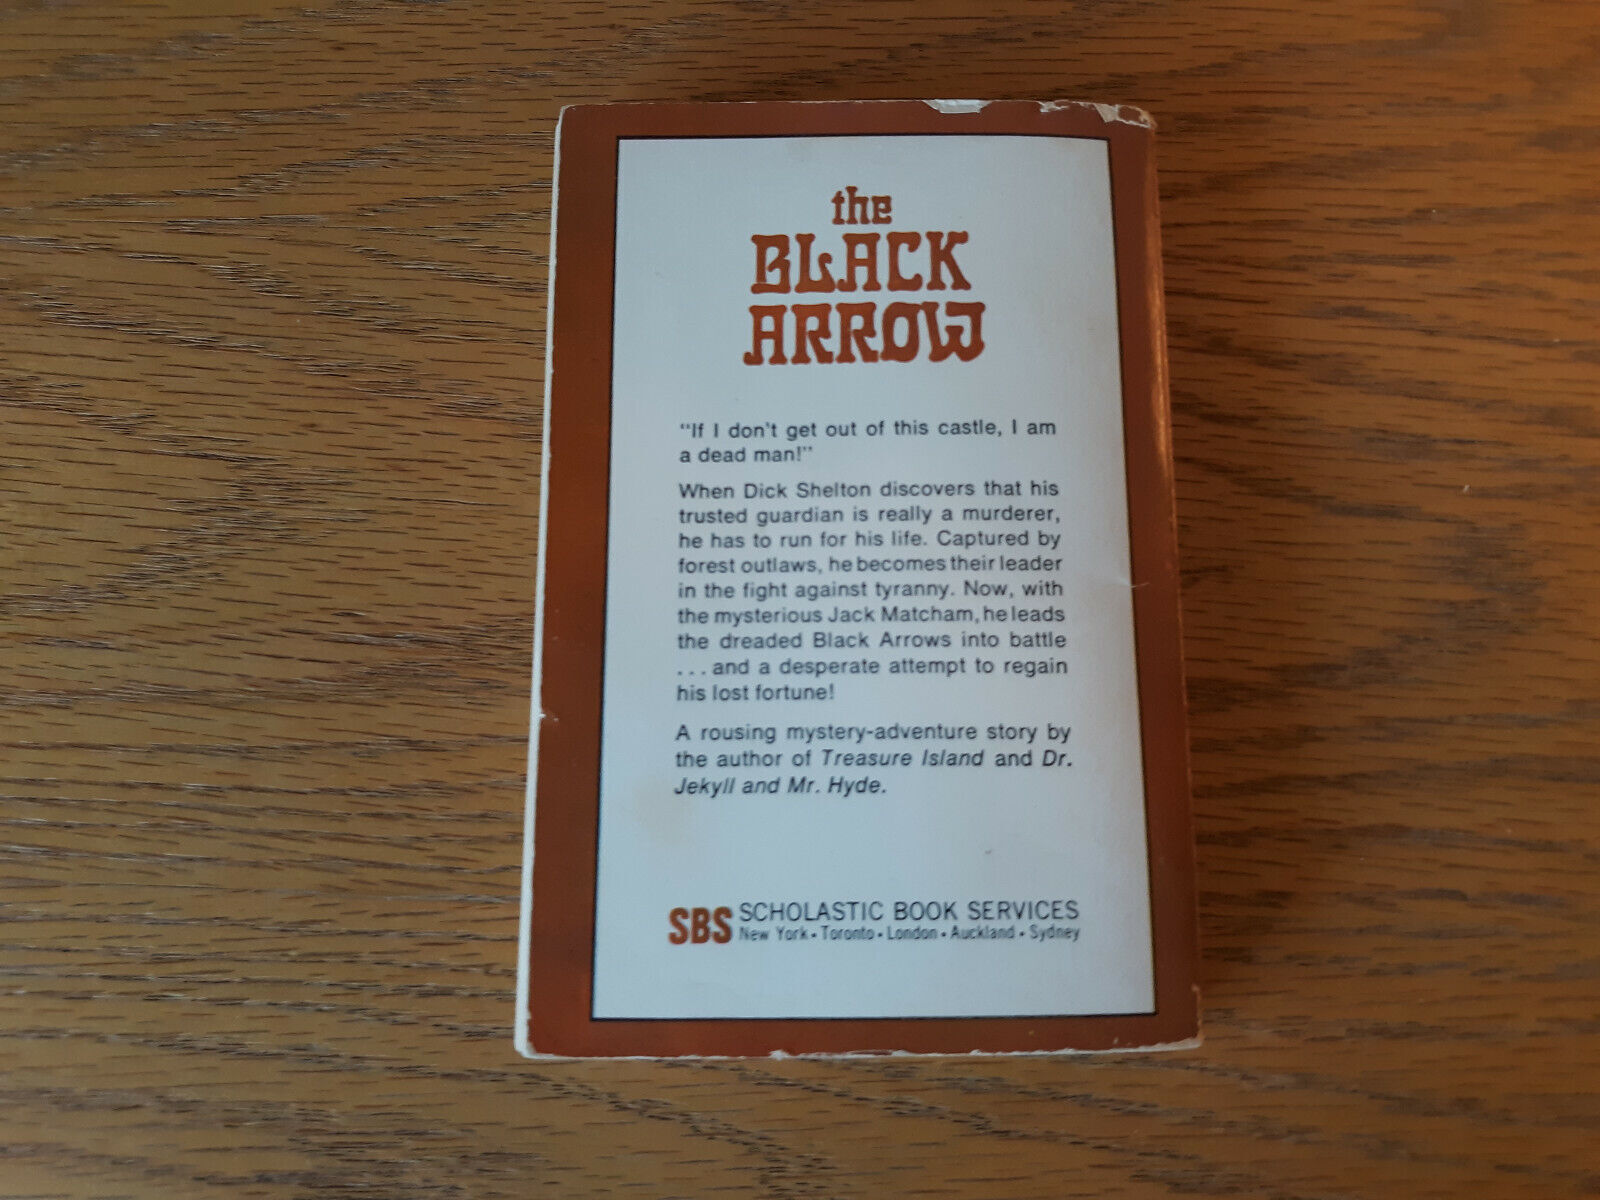 the
BLACK
ARROW
"If I don't get out of this castle, I am
a dead man!"
When Dick Shelton discovers that his
trusted guardian is really a murderer,
he has to run for his life. Captured by
forest outlaws, he becomes their leader
in the fight against tyranny. Now, with
the mysterious Jack Matcham, he leads
the dreaded Black Arrows into battle
...and a desperate attempt to regain
his lost fortune!
A rousing mystery-adventure story by
the author of Treasure Island and Dr.
Jekyll and Mr. Hyde.
SBS SCHOLASTIC BOOK SERVICES
New York • Toronto • London • Auckland • Sydney